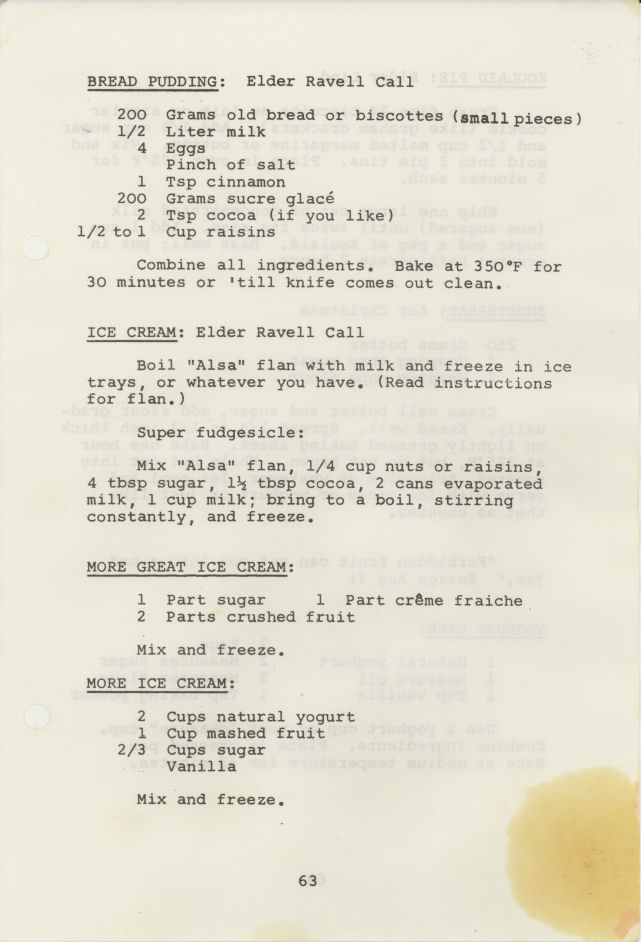 BREAD PUDDING: Elder Ravell Call
200 Grams old bread or biscottes (small pieces)
1/2 Liter milk
4 Eggs
Pinch of salt
1 Tsp cinnamon
200 Grams sucre glacé
2 Tsp cocoa (if you like)
1/2 to 1 Cup raisins
Combine all ingredients. Bake at 350°F for
30 minutes or 'till knife comes out clean.
ICE CREAM: Elder Ravell Call
Boil "Alsa" flan with milk and freeze in ice
trays, or whatever you have. (Read instructions
for flan.)
Super fudgesicle:
Mix "Alsa" flan, 1/4 cup nuts or raisins,
4 tbsp sugar, 1½ tbsp cocoa, 2 cans evaporated
milk, 1 cup milk; bring to a boil, stirring
constantly, and freeze.
MORE GREAT ICE CREAM:
1 Part sugar 1 Part crême fraiche
2 Parts crushed fruit
Mix and freeze.
MORE ICE CREAM:
2 Cups natural yogurt
1 Cup mashed fruit
2/3 Cups sugar
Vanilla
Mix and freeze.
63